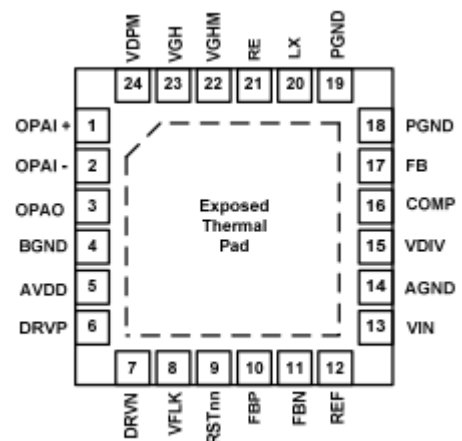 VDPM VGH VGHM RE LX PGND
24 23 22 21 20 19
OPAI + 1 18 PGND
OPAI - 2 17 FB
OPAO 3 16 COMP
BGND 4 15 VDIV
AVDD 5 14 AGND
DRVP 6 13 VIN
Exposed
Thermal
Pad
7 8 9 10 11 12
DRVN VFLK RSTnn FBP FBN REF